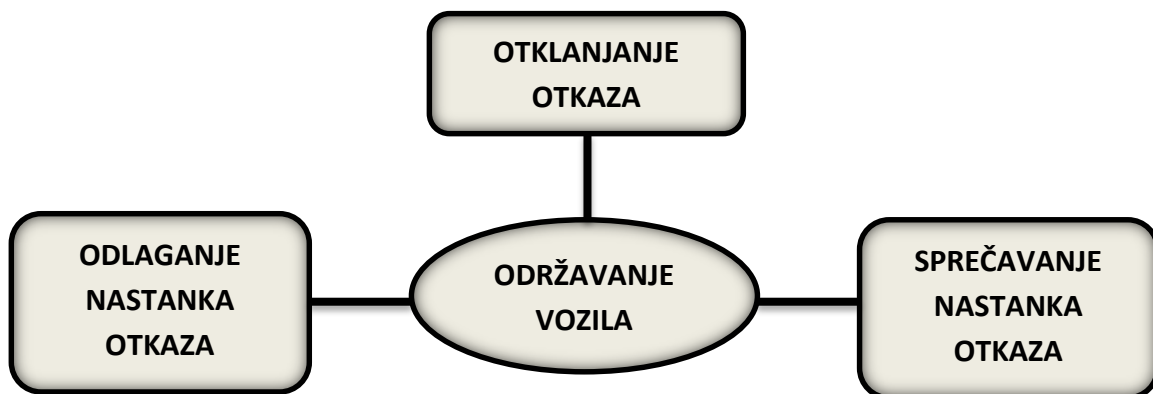 OTKLANJANJE
OTKAZA
ODLAGANJE
NASTANKA
OTKAZA
ODRŽAVANJE
VOZILA
SPREČAVANJE
NASTANKA
OTKAZA